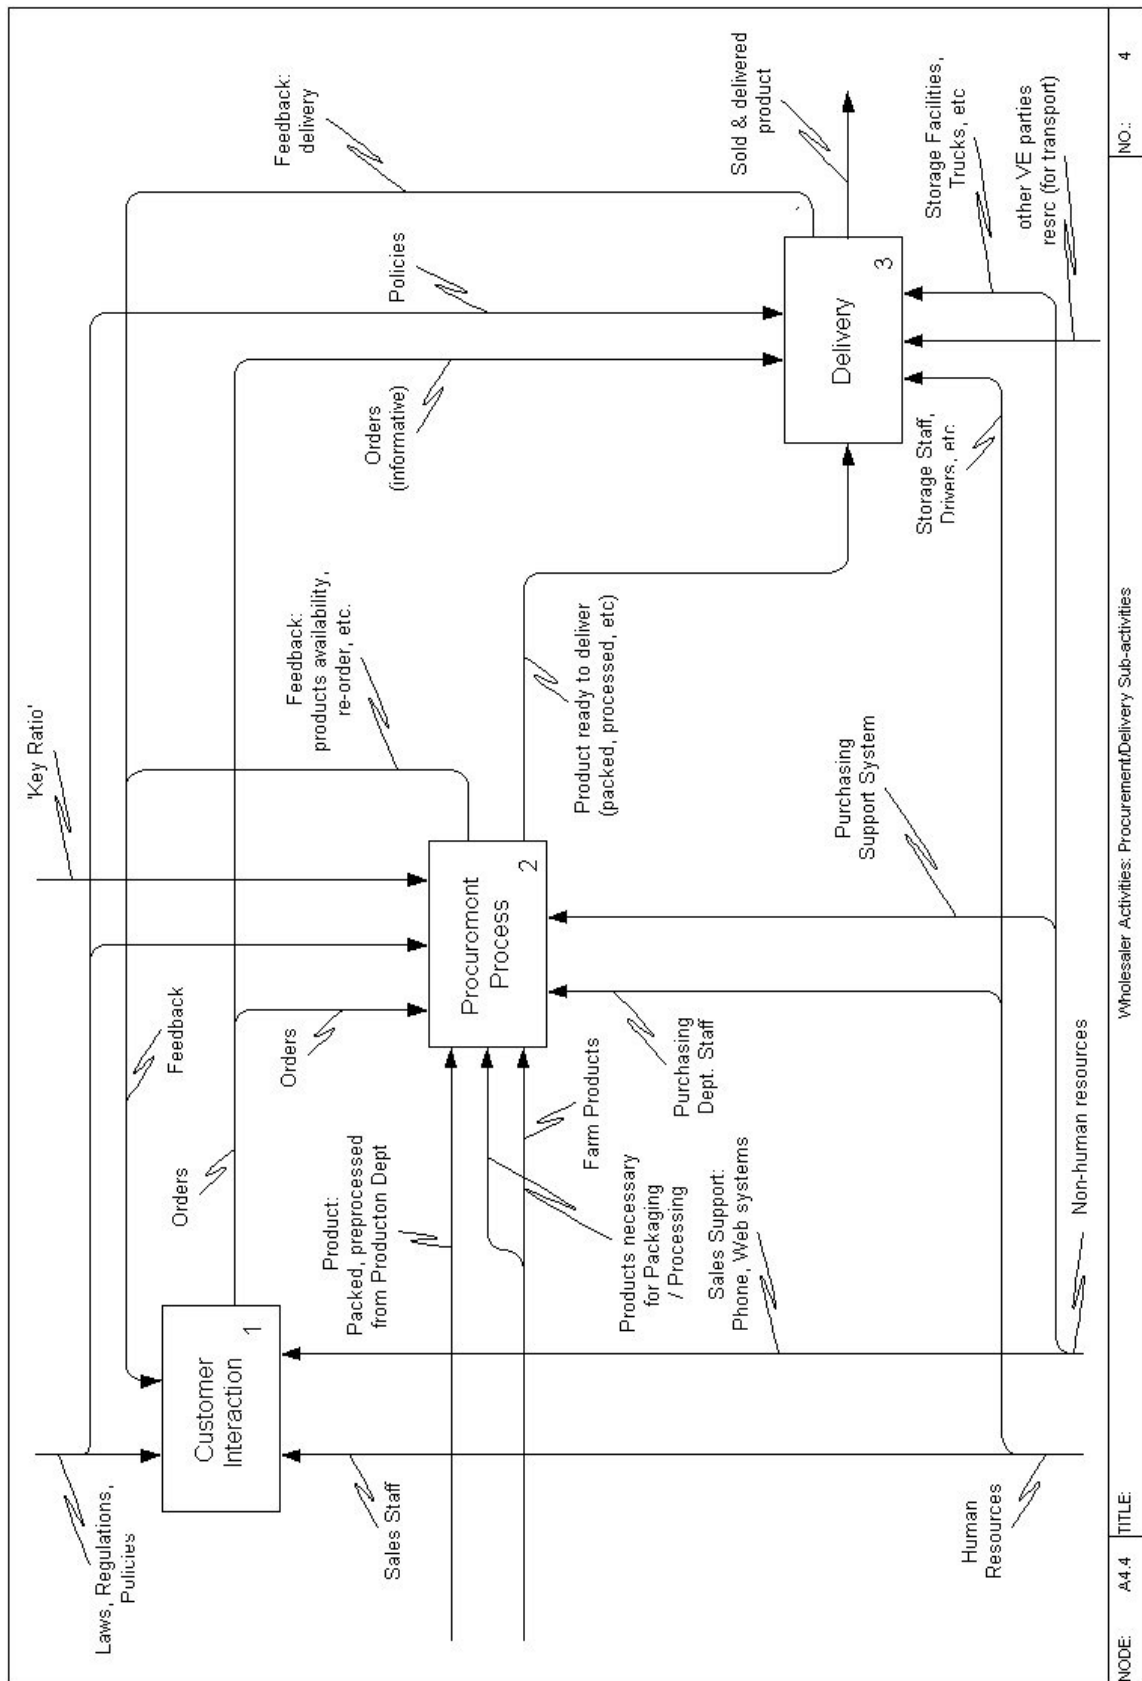 'Key Ratio'
Laws, Regulations,
Pulicies
Feedback
Feedback:
delivery
Policies
Orders
Orders
(informative)
Feedback:
products availability,
re-order, etc.
Customer
Interaction
1
Orders
Sold & delivered
product
Product:
Packed, preprocessed
from Producton Dept
Procuromont
Process
2
Product ready to deliver
(packed, processed, etc)
Delivery
3
Sales Staff
Farm Products
Products necessary
for Packaging
/ Processing
Purchasing
Dept. Staff
Purchasing
Support System
Storage Staff,
Drivers, etc
Storage Facilities,
Trucks, etc
Sales Support:
Phone, Web systems
other VE parties
resrc (for transport)
Human
Resources
Non-human resources
NODE:
A4.4
TITLE:
Wholesaler Activities: Procurement/Delivery Sub-activities
NO.:
4